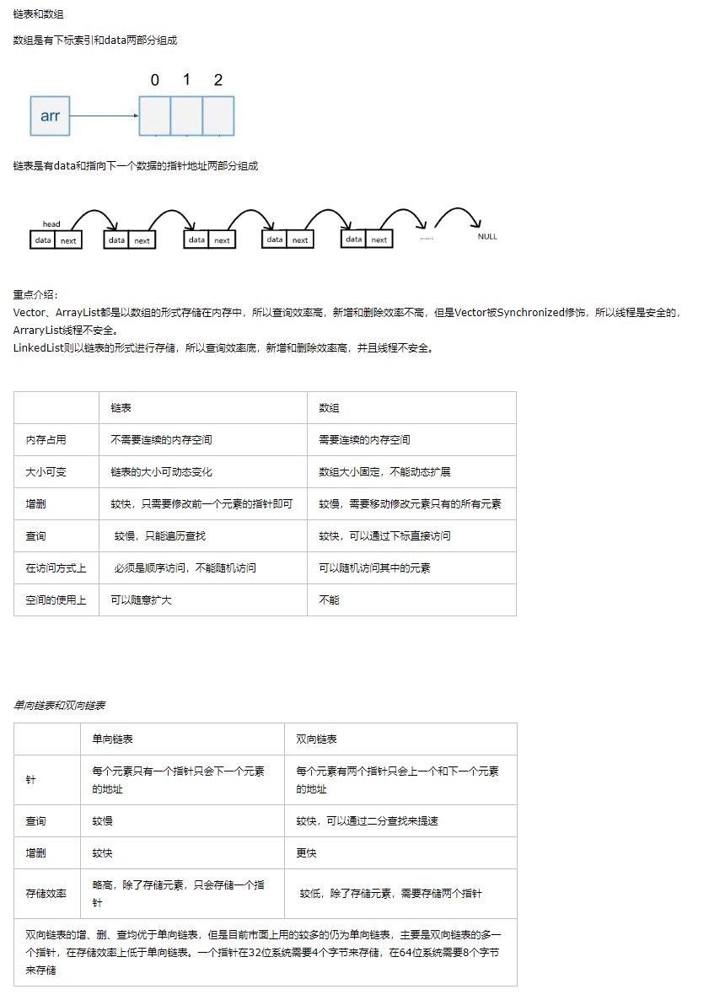 链表和数组
数组是有下标索引和data两部分组成
0 1 2
arr
链表是有data和指向下一个数据的指针地址两部分组成
head
data next data next data next data next data next ....... NULL
重点介绍：
Vector、ArrayList都是以数组的形式存储在内存中，所以查询效率高，新增和删除效率不高，但是Vector被Synchronized修饰，所以线程是安全的，
ArraryList线程不安全。
LinkedList则以链表的形式进行存储，所以查询效率底，新增和删除效率高，并且线程不安全。
链表 数组
内存占用 不需要连续的内存空间 需要连续的内存空间
大小可变 链表的大小可动态变化 数组大小固定，不能动态扩展
增删 较快，只需要修改前一个元素的指针即可 较慢，需要移动修改元素只有的所有元素
查询 较慢，只能遍历查找 较快，可以通过下标直接访问
在访问方式上 必须是顺序访问，不能随机访问 可以随机访问其中的元素
空间的使用上 可以随意扩大 不能
单向链表和双向链表
单向链表 双向链表
针 每个元素只有一个指针只会下一个元素 每个元素有两个指针只会上一个和下一个元素
的地址 的地址
查询 较慢 较快，可以通过二分查找来提速
增删 较快 更快
存储效率 略高，除了存储元素，只会存储一个指 较低，除了存储元素，需要存储两个指针
针
双向链表的增、删、查均优于单向链表，但是目前市面上用的较多的仍为单向链表，主要是双向链表的多一
个指针，在存储效率上低于单向链表。一个指针在32位系统需要4个字节来存储，在64位系统需要8个字节
来存储